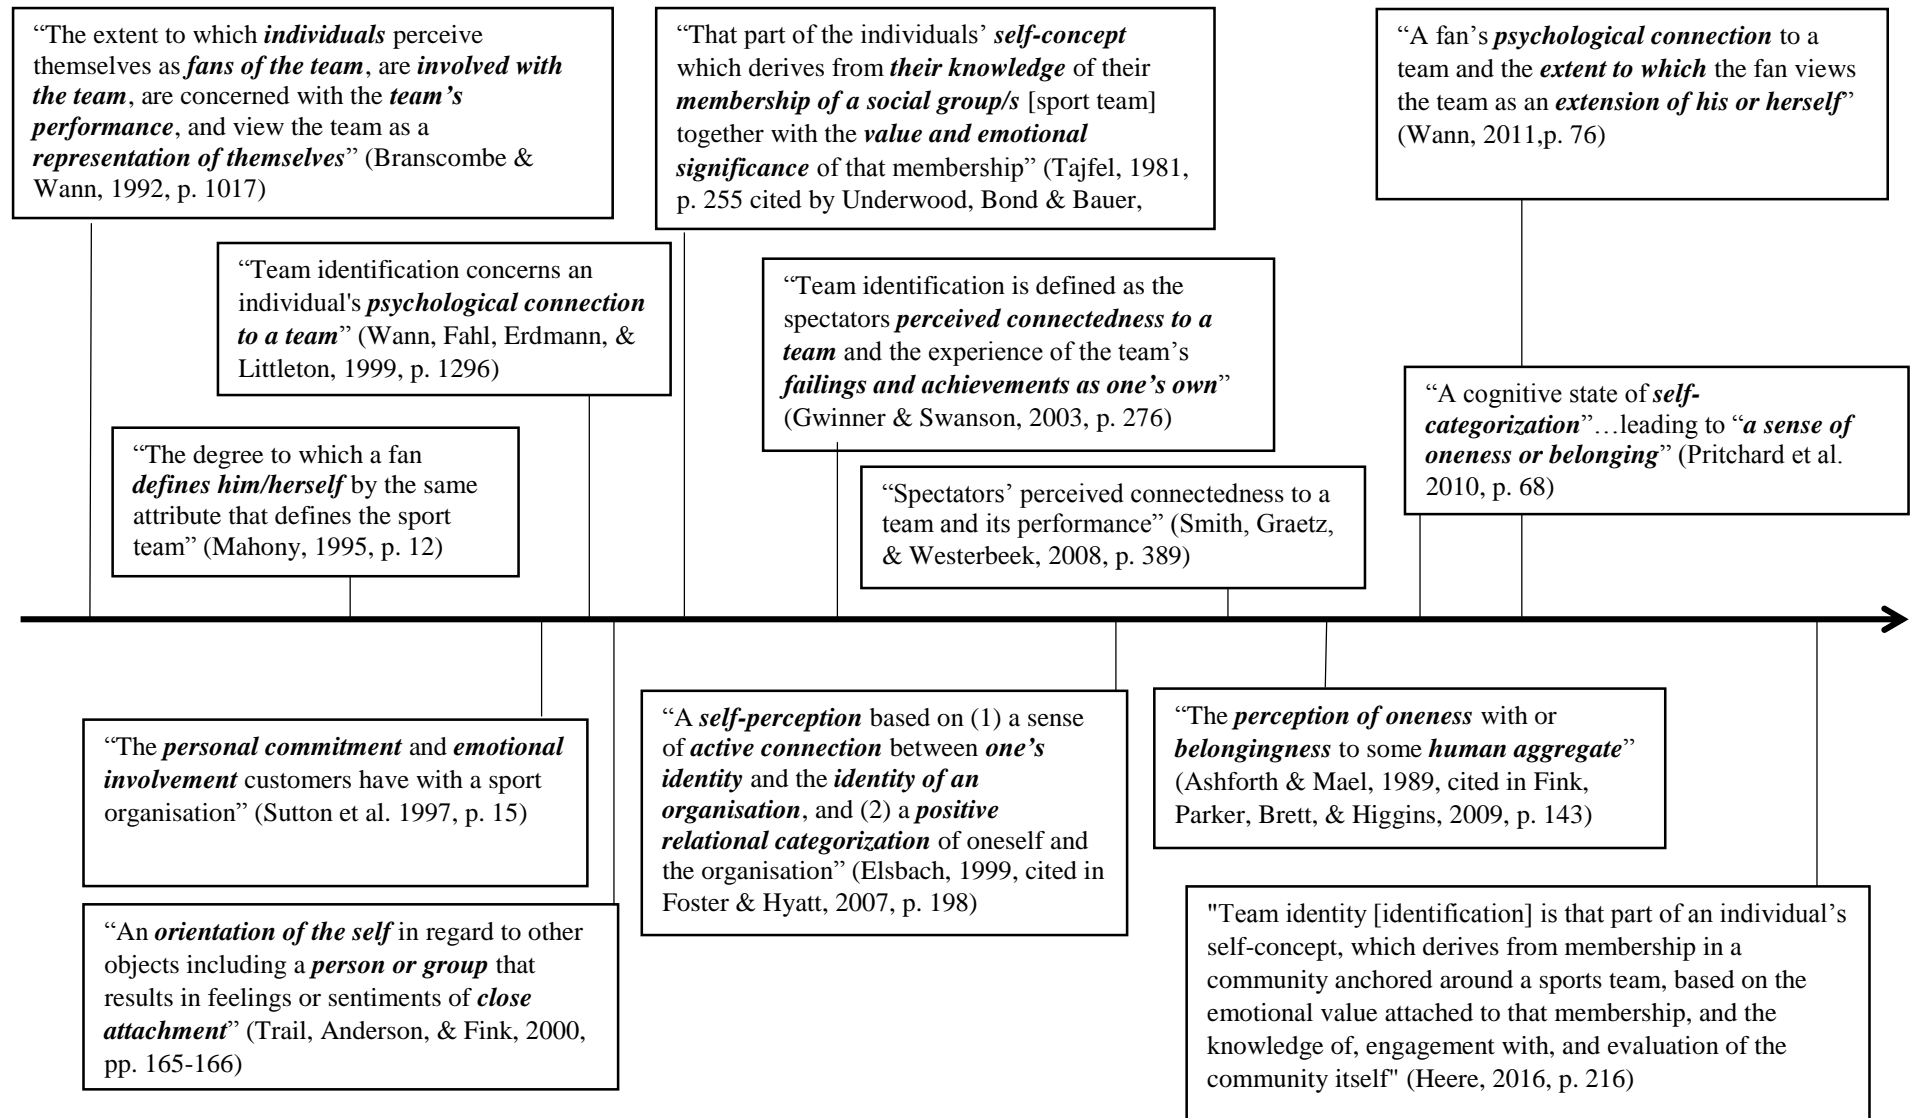 “The extent to which individuals perceive
themselves as fans of the team, are involved with
the team, are concerned with the team’s
performance, and view the team as a
representation of themselves” (Branscombe &
Wann, 1992, p. 1017)
“That part of the individuals’ self-concept
which derives from their knowledge of their
membership of a social group/s [sport team]
together with the value and emotional
significance of that membership” (Tajfel, 1981,
p. 255 cited by Underwood, Bond & Bauer,
“A fan’s psychological connection to a
team and the extent to which the fan views
the team as an extension of his or herself”
(Wann, 2011,p. 76)
“Team identification concerns an
individual's psychological connection
to a team” (Wann, Fahl, Erdmann, &
Littleton, 1999, p. 1296)
“Team identification is defined as the
spectators perceived connectedness to a
team and the experience of the team’s
failings and achievements as one’s own”
(Gwinner & Swanson, 2003, p. 276)
“A cognitive state of self-
categorization”…leading to “a sense of
oneness or belonging” (Pritchard et al.
2010, p. 68)
“The degree to which a fan
defines him/herself by the same
attribute that defines the sport
team” (Mahony, 1995, p. 12)
“Spectators’ perceived connectedness to a
team and its performance” (Smith, Graetz,
& Westerbeek, 2008, p. 389)
“The personal commitment and emotional
involvement customers have with a sport
organisation” (Sutton et al. 1997, p. 15)
“A self-perception based on (1) a sense
of active connection between one’s
identity and the identity of an
organisation, and (2) a positive
relational categorization of oneself and
the organisation” (Elsbach, 1999, cited in
Foster & Hyatt, 2007, p. 198)
“The perception of oneness with or
belongingness to some human aggregate”
(Ashforth & Mael, 1989, cited in Fink,
Parker, Brett, & Higgins, 2009, p. 143)
“An orientation of the self in regard to other
objects including a person or group that
results in feelings or sentiments of close
attachment” (Trail, Anderson, & Fink, 2000,
pp. 165-166)
"Team identity [identification] is that part of an individual’s
self-concept, which derives from membership in a
community anchored around a sports team, based on the
emotional value attached to that membership, and the
knowledge of, engagement with, and evaluation of the
community itself" (Heere, 2016, p. 216)